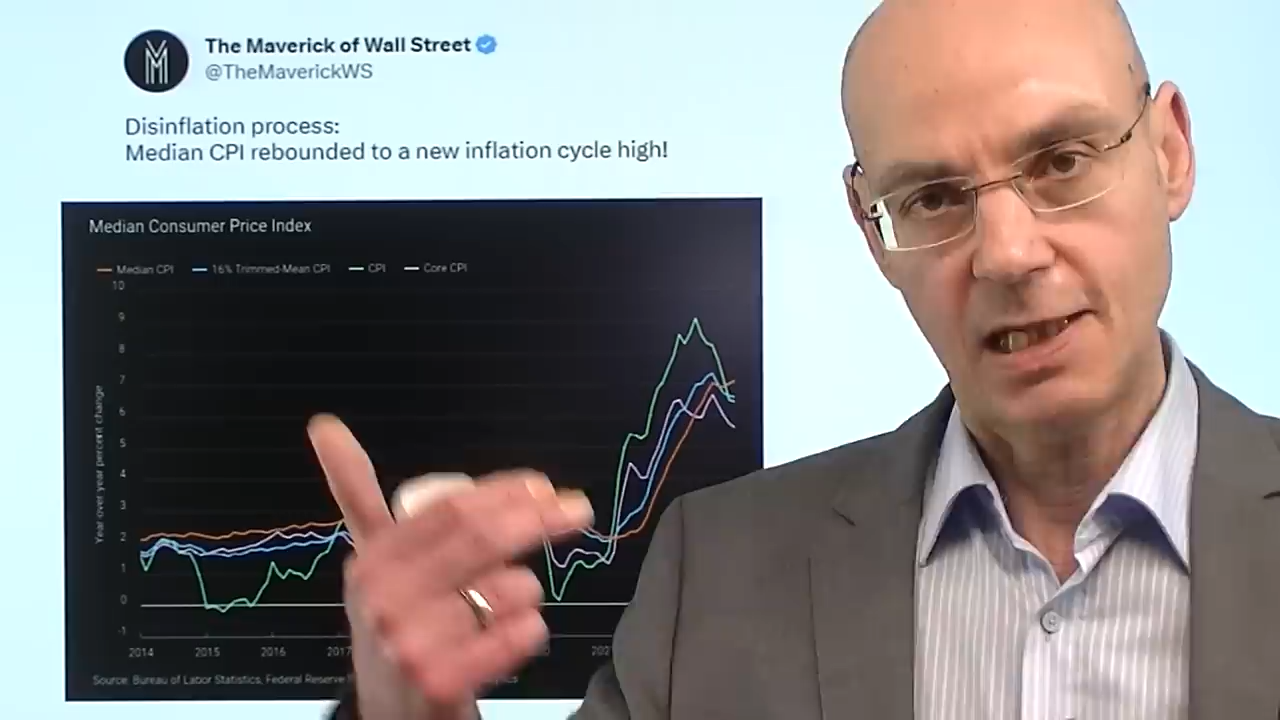 The Maverick of Wall Street
@TheMaverickWS
Disinflation process:
Median CPI rebounded to a new inflation cycle high!
Median Consumer Price Index
Median CPI 16% Trimmed-Mean CPI CPI Core CPI
10
9
8
7
6
5
4
3
2
1
0
-1
Year over year percent change
2014 2015 2016 2017
Source: Bureau of Labor Statistics, Federal Reserve